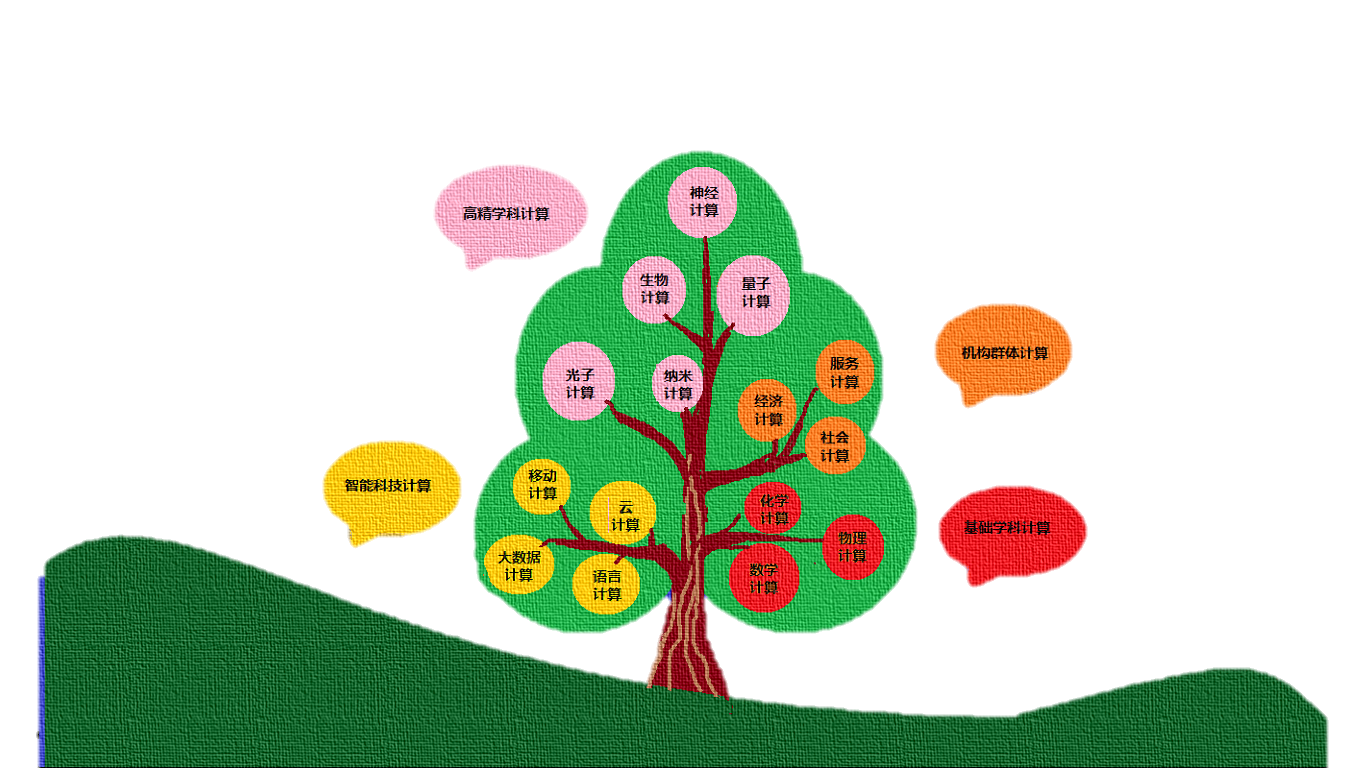 神经
计算
高精学科计算
生物
计算
量子
计算
机构群体计算
服务
计算
光子
计算
纳米
计算
经济
计算
社会
计算
智能科技计算
移动
计算
云
计算
化学
计算
基础学科计算
物理
计算
大数据
计算
语言
计算
数学
计算